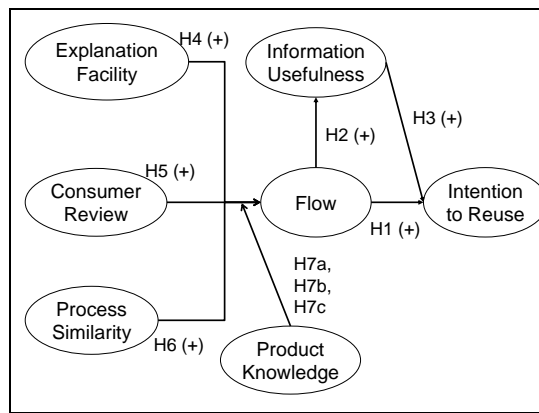 Explanation
Facility
H4 (+)
Information
Usefulness
H2 (+)
H3 (+)
Consumer
Review
H5 (+)
Flow
H1 (+)
Intention
to Reuse
H7a,
H7b,
H7c
Process
Similarity
H6 (+)
Product
Knowledge